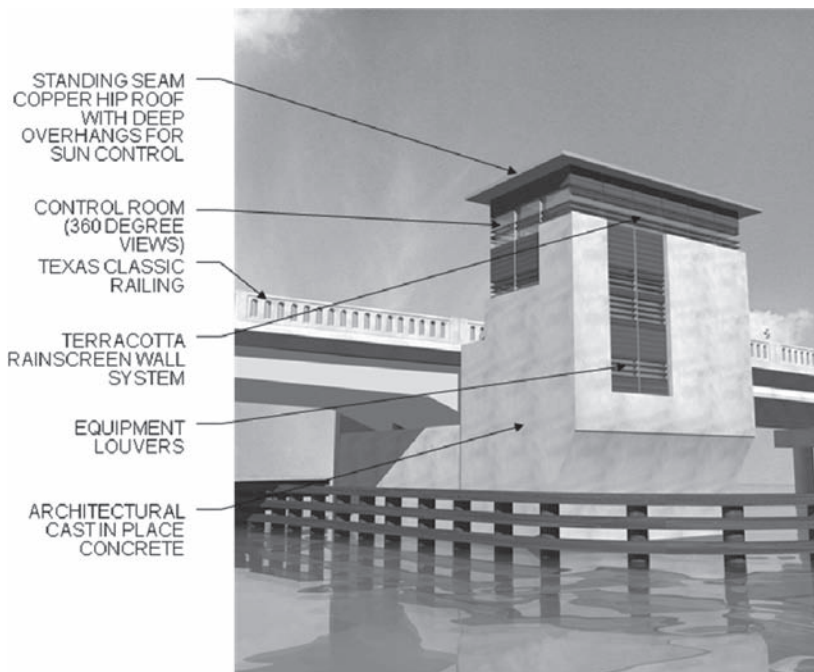 STANDING SEAM
COPPER HIP ROOF
WITH DEEP
OVERHANGS FOR
SUN CONTROL
CONTROL ROOM
(360 DEGREE
VIEWS)
TEXAS CLASSIC
RAILING
TERRACOTTA
RAINSCREEN WALL
SYSTEM
EQUIPMENT
LOUVERS
ARCHITECTURAL
CAST IN PLACE
CONCRETE